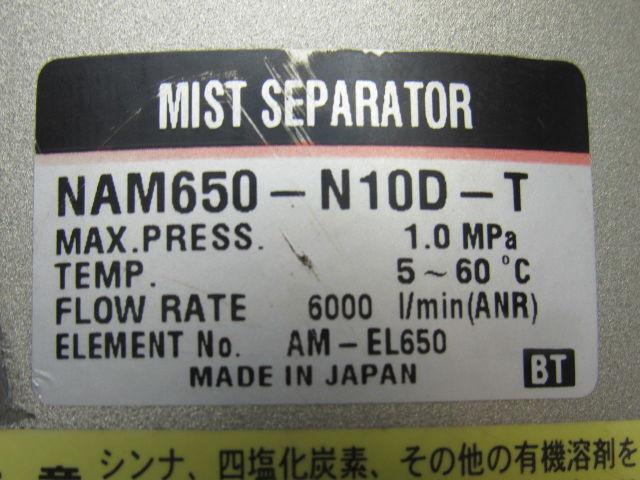 MIST SEPARATOR
NAM650-N10D-T
MAX.PRESS. 1.0 MPa
TEMP. 5~60°C
FLOW RATE 6000 l/min(ANR)
ELEMENT No. AM-EL650
MADE IN JAPAN BT
意 シンナ、四塩化炭素、その他の有機溶剤を